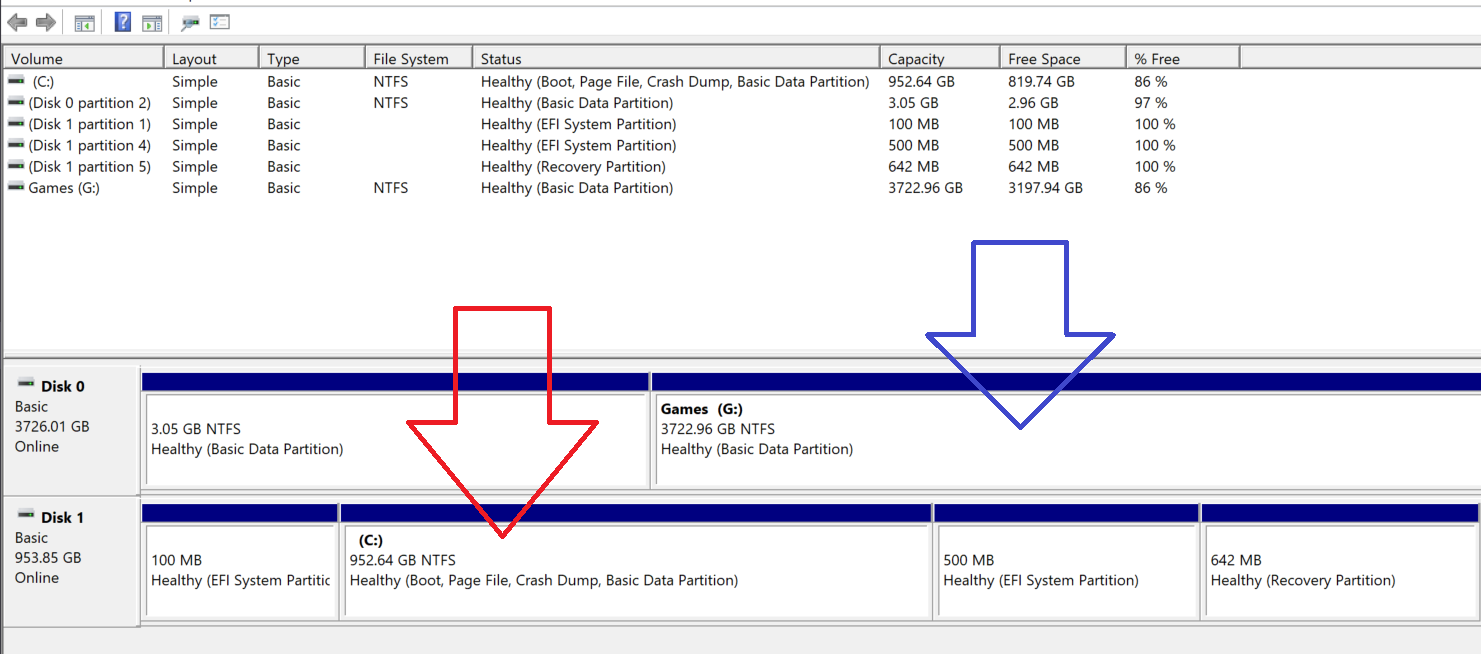 Volume Layout Type File System Status Capacity Free Space % Free
(C:) Simple Basic NTFS Healthy (Boot, Page File, Crash Dump, Basic Data Partition) 952.64 GB 819.74 GB 86 %
(Disk 0 partition 2) Simple Basic NTFS Healthy (Basic Data Partition) 3.05 GB 2.96 GB 97 %
(Disk 1 partition 1) Simple Basic Healthy (EFI System Partition) 100 MB 100 MB 100 %
(Disk 1 partition 4) Simple Basic Healthy (EFI System Partition) 500 MB 500 MB 100 %
(Disk 1 partition 5) Simple Basic Healthy (Recovery Partition) 642 MB 642 MB 100 %
Games (G:) Simple Basic NTFS Healthy (Basic Data Partition) 3722.96 GB 3197.94 GB 86 %
Disk 0
Basic
3726.01 GB
Online
3.05 GB NTFS
Healthy (Basic Data Partition)
Games (G:)
3722.96 GB NTFS
Healthy (Basic Data Partition)
Disk 1
Basic
953.85 GB
Online
100 MB
Healthy (EFI System Partitic
(C:)
952.64 GB NTFS
Healthy (Boot, Page File, Crash Dump, Basic Data Partition)
500 MB
Healthy (EFI System Partition)
642 MB
Healthy (Recovery Partition)